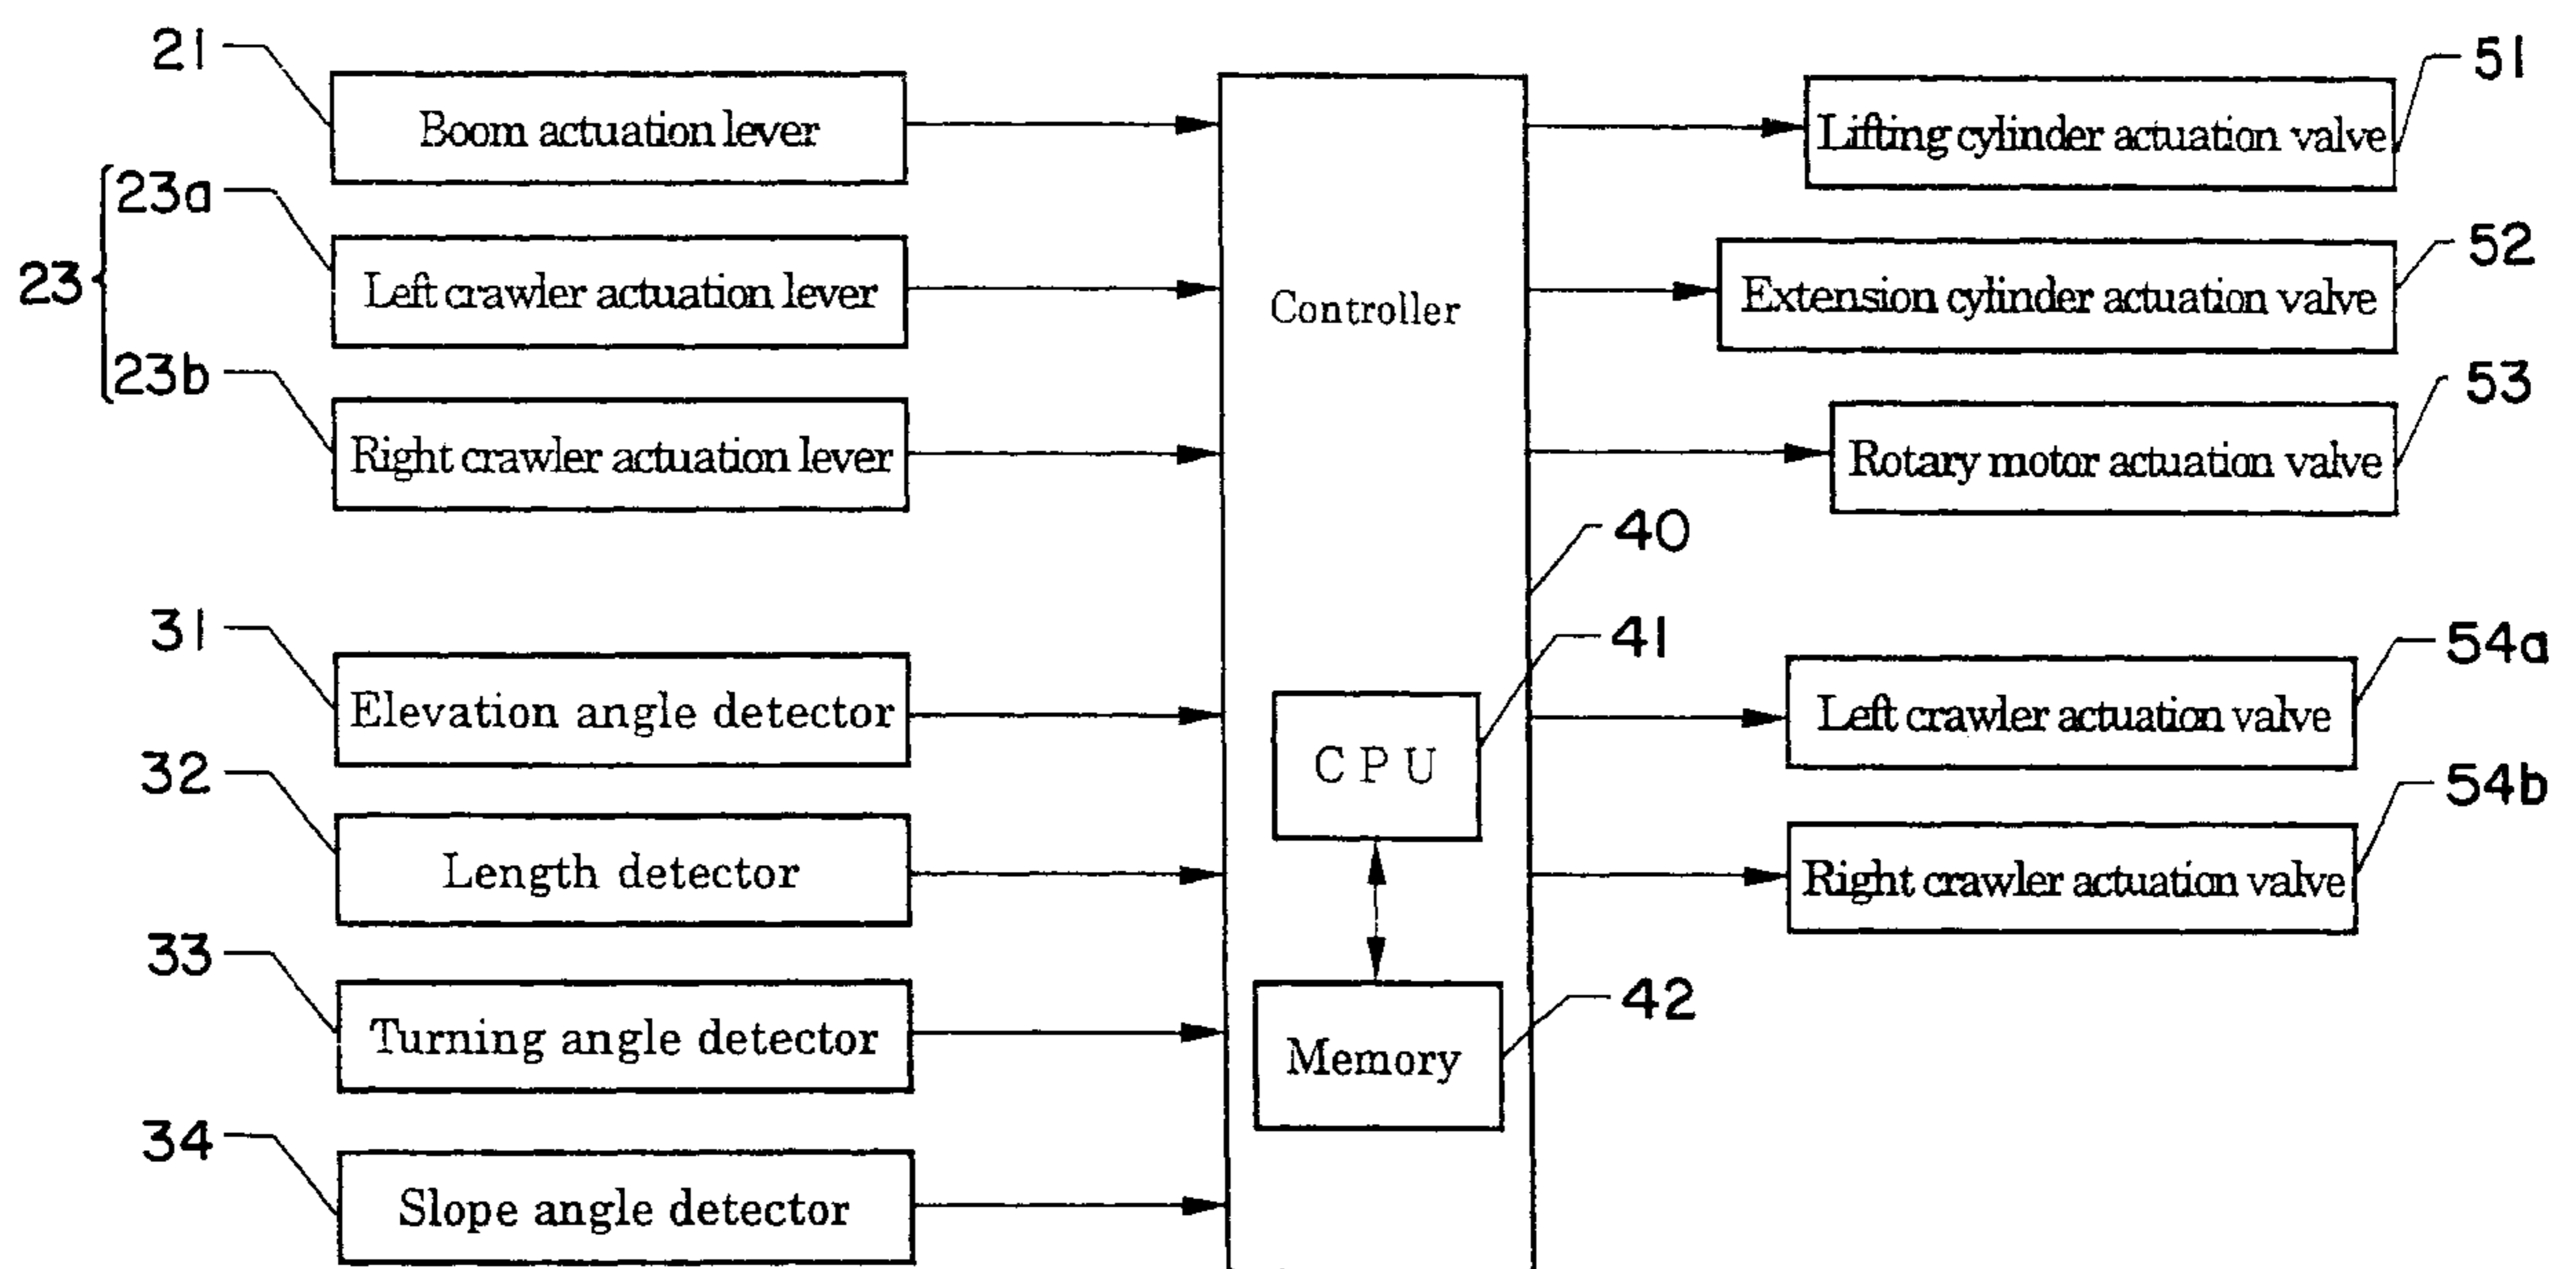 21
Boom actuation lever
23
23a
Left crawler actuation lever
23b
Right crawler actuation lever
31
Elevation angle detector
32
Length detector
33
Turning angle detector
34
Slope angle detector
Controller
40
41
CPU
42
Memory
51
Lifting cylinder actuation valve
52
Extension cylinder actuation valve
53
Rotary motor actuation valve
54a
Left crawler actuation valve
54b
Right crawler actuation valve